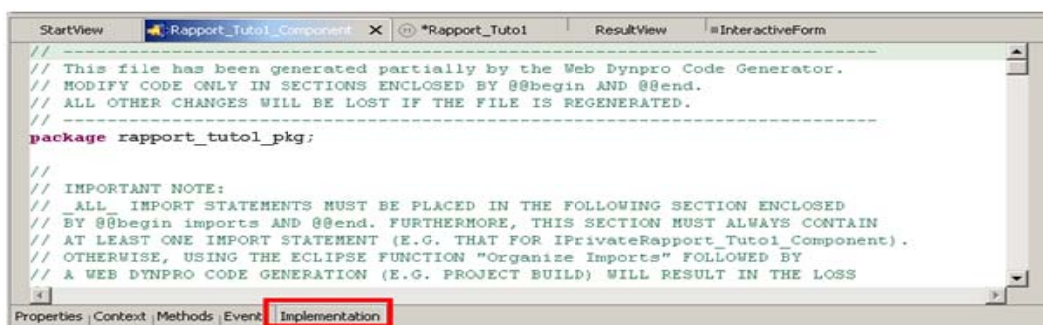 StartView Rapport_Tuto1_Component *Rapport_Tuto1 ResultView InteractiveForm
// ----------------------------------------------------------------------------
// This file has been generated partially by the Web Dynpro Code Generator.
// MODIFY CODE ONLY IN SECTIONS ENCLOSED BY @@begin AND @@end.
// ALL OTHER CHANGES WILL BE LOST IF THE FILE IS REGENERATED.
// ----------------------------------------------------------------------------
package rapport_tuto1_pkg;
//
// IMPORTANT NOTE:
// _ALL_ IMPORT STATEMENTS MUST BE PLACED IN THE FOLLOWING SECTION ENCLOSED
// BY @@begin imports AND @@end. FURTHERMORE, THIS SECTION MUST ALWAYS CONTAIN
// AT LEAST ONE IMPORT STATEMENT (E.G. THAT FOR IPrivateRapport_Tuto1_Component).
// OTHERWISE, USING THE ECLIPSE FUNCTION "Organize Imports" FOLLOWED BY
// A WEB DYNPRO CODE GENERATION (E.G. PROJECT BUILD) WILL RESULT IN THE LOSS
Properties Context Methods Event Implementation